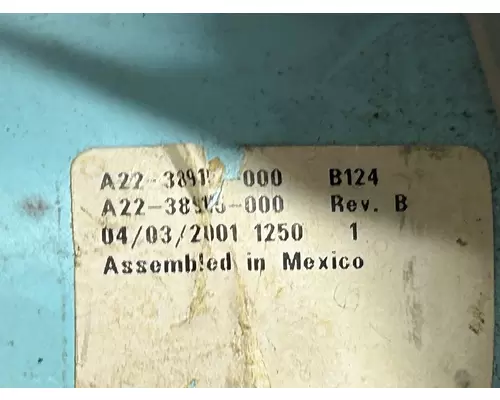 B124
Rev. B
04/03/2001 1250 1
Assembled in Mexico